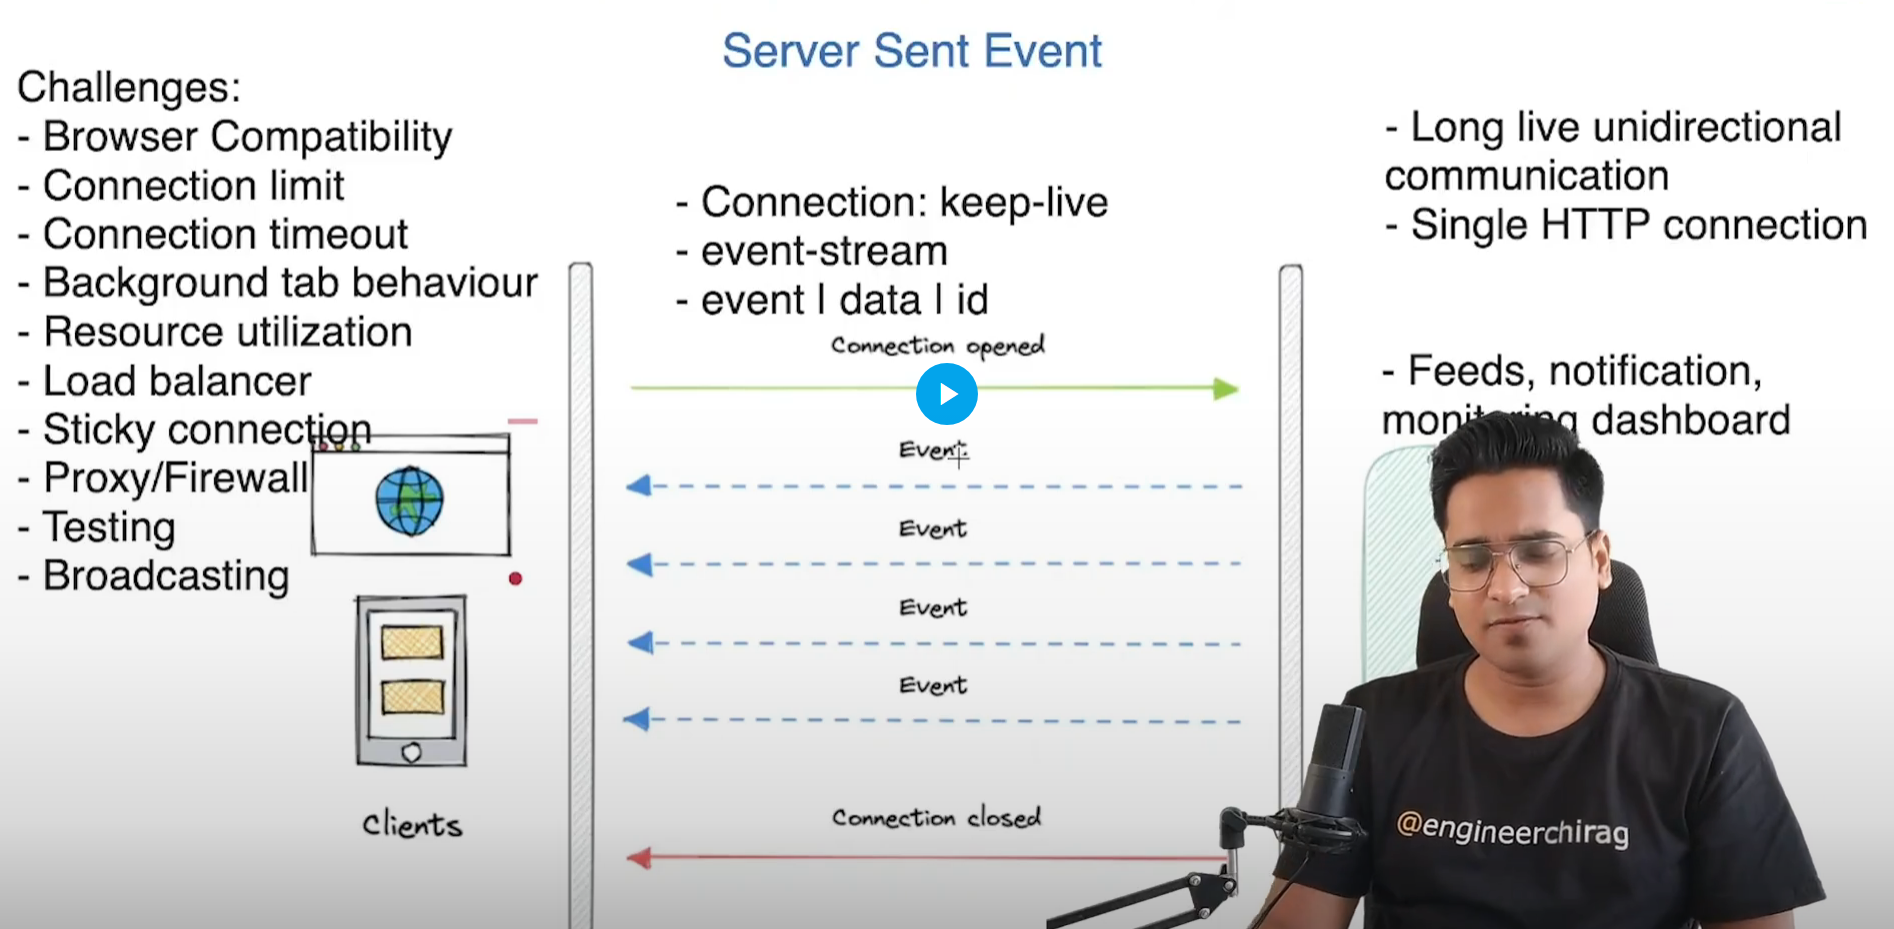 Server Sent Event
Challenges:
- Browser Compatibility
- Connection limit
- Connection timeout
- Background tab behaviour
- Resource utilization
- Load balancer
- Sticky connection
- Proxy/Firewall
- Testing
- Broadcasting
Clients
- Connection: keep-live
- event-stream
- event | data | id
Connection opened
Event
Event
Event
Event
Connection closed
- Long live unidirectional
communication
- Single HTTP connection
- Feeds, notification,
monitoring dashboard
@engineerchirag